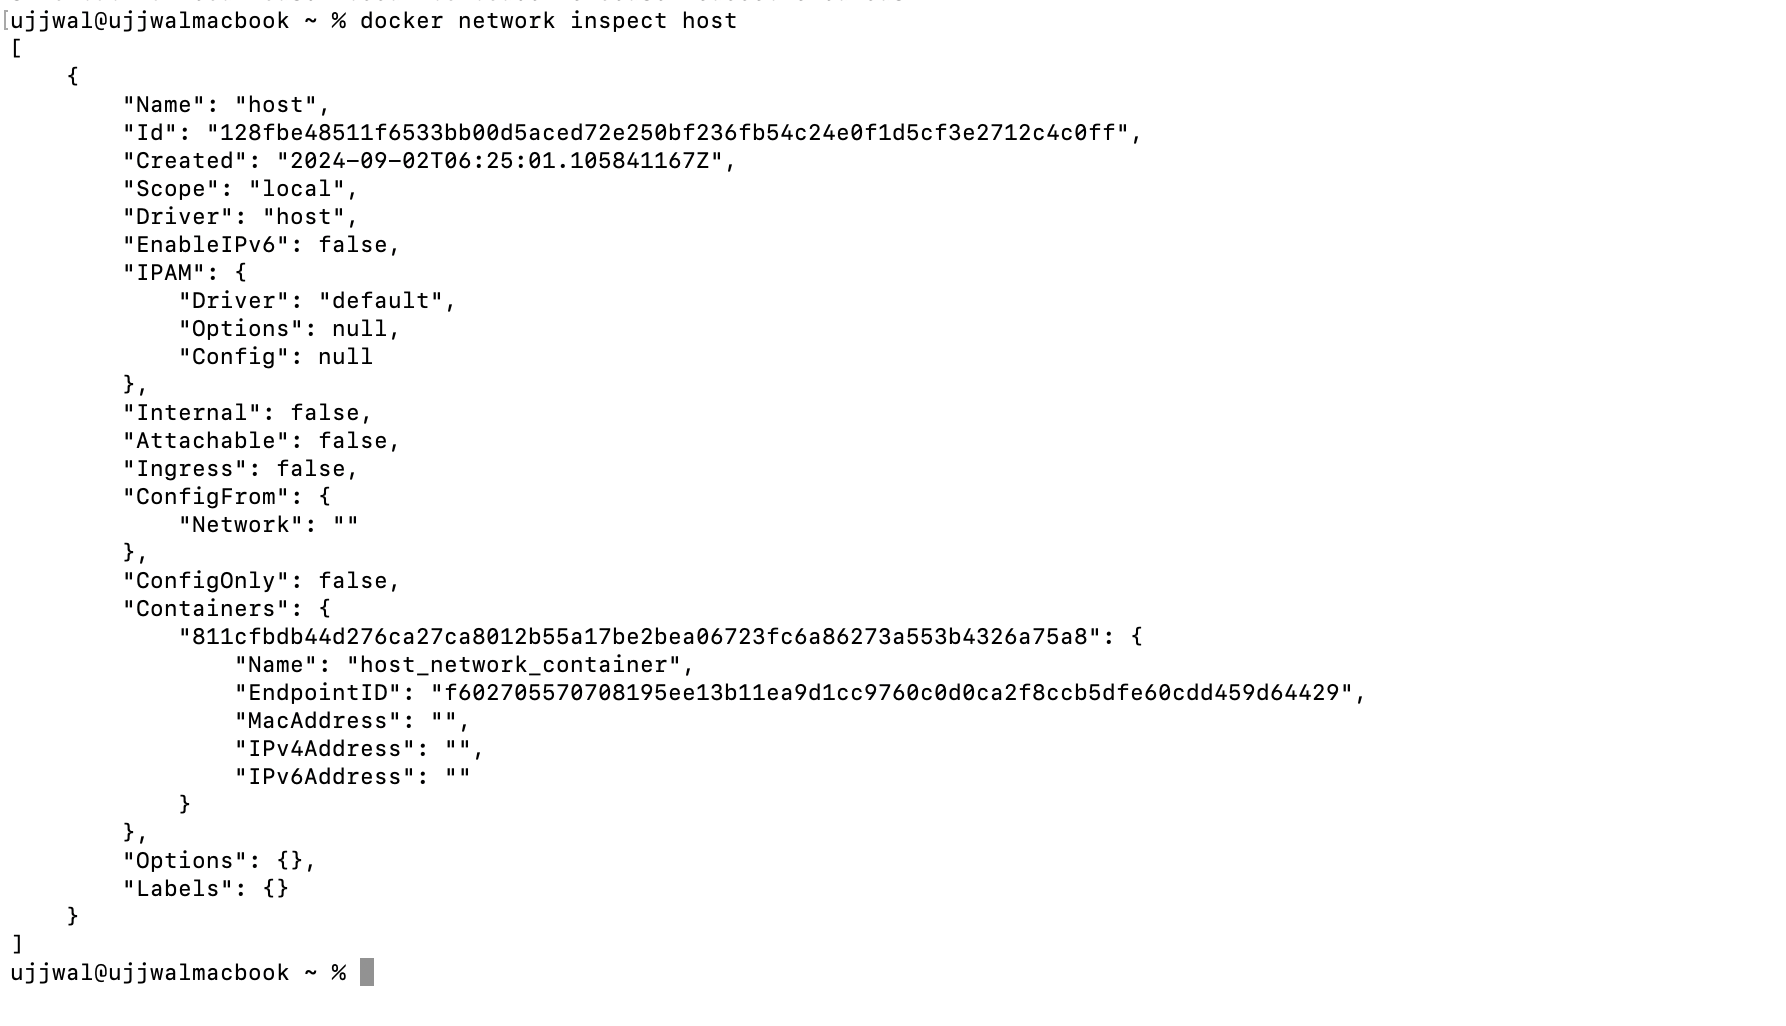 [ujjwal@ujjwalmacbook ~ % docker network inspect host
[
    {
        "Name": "host",
        "Id": "128fbe48511f6533bb00d5aced72e250bf236fb54c24e0f1d5cf3e2712c4c0ff",
        "Created": "2024-09-02T06:25:01.105841167Z",
        "Scope": "local",
        "Driver": "host",
        "EnableIPv6": false,
        "IPAM": {
            "Driver": "default",
            "Options": null,
            "Config": null
        },
        "Internal": false,
        "Attachable": false,
        "Ingress": false,
        "ConfigFrom": {
            "Network": ""
        },
        "ConfigOnly": false,
        "Containers": {
            "811cfbdb44d276ca27ca8012b55a17be2bea06723fc6a86273a553b4326a75a8": {
                "Name": "host_network_container",
                "EndpointID": "f602705570708195ee13b11ea9d1cc9760c0d0ca2f8ccb5dfe60cdd459d64429",
                "MacAddress": "",
                "IPv4Address": "",
                "IPv6Address": ""
            }
        },
        "Options": {},
        "Labels": {}
    }
]
ujjwal@ujjwalmacbook ~ %